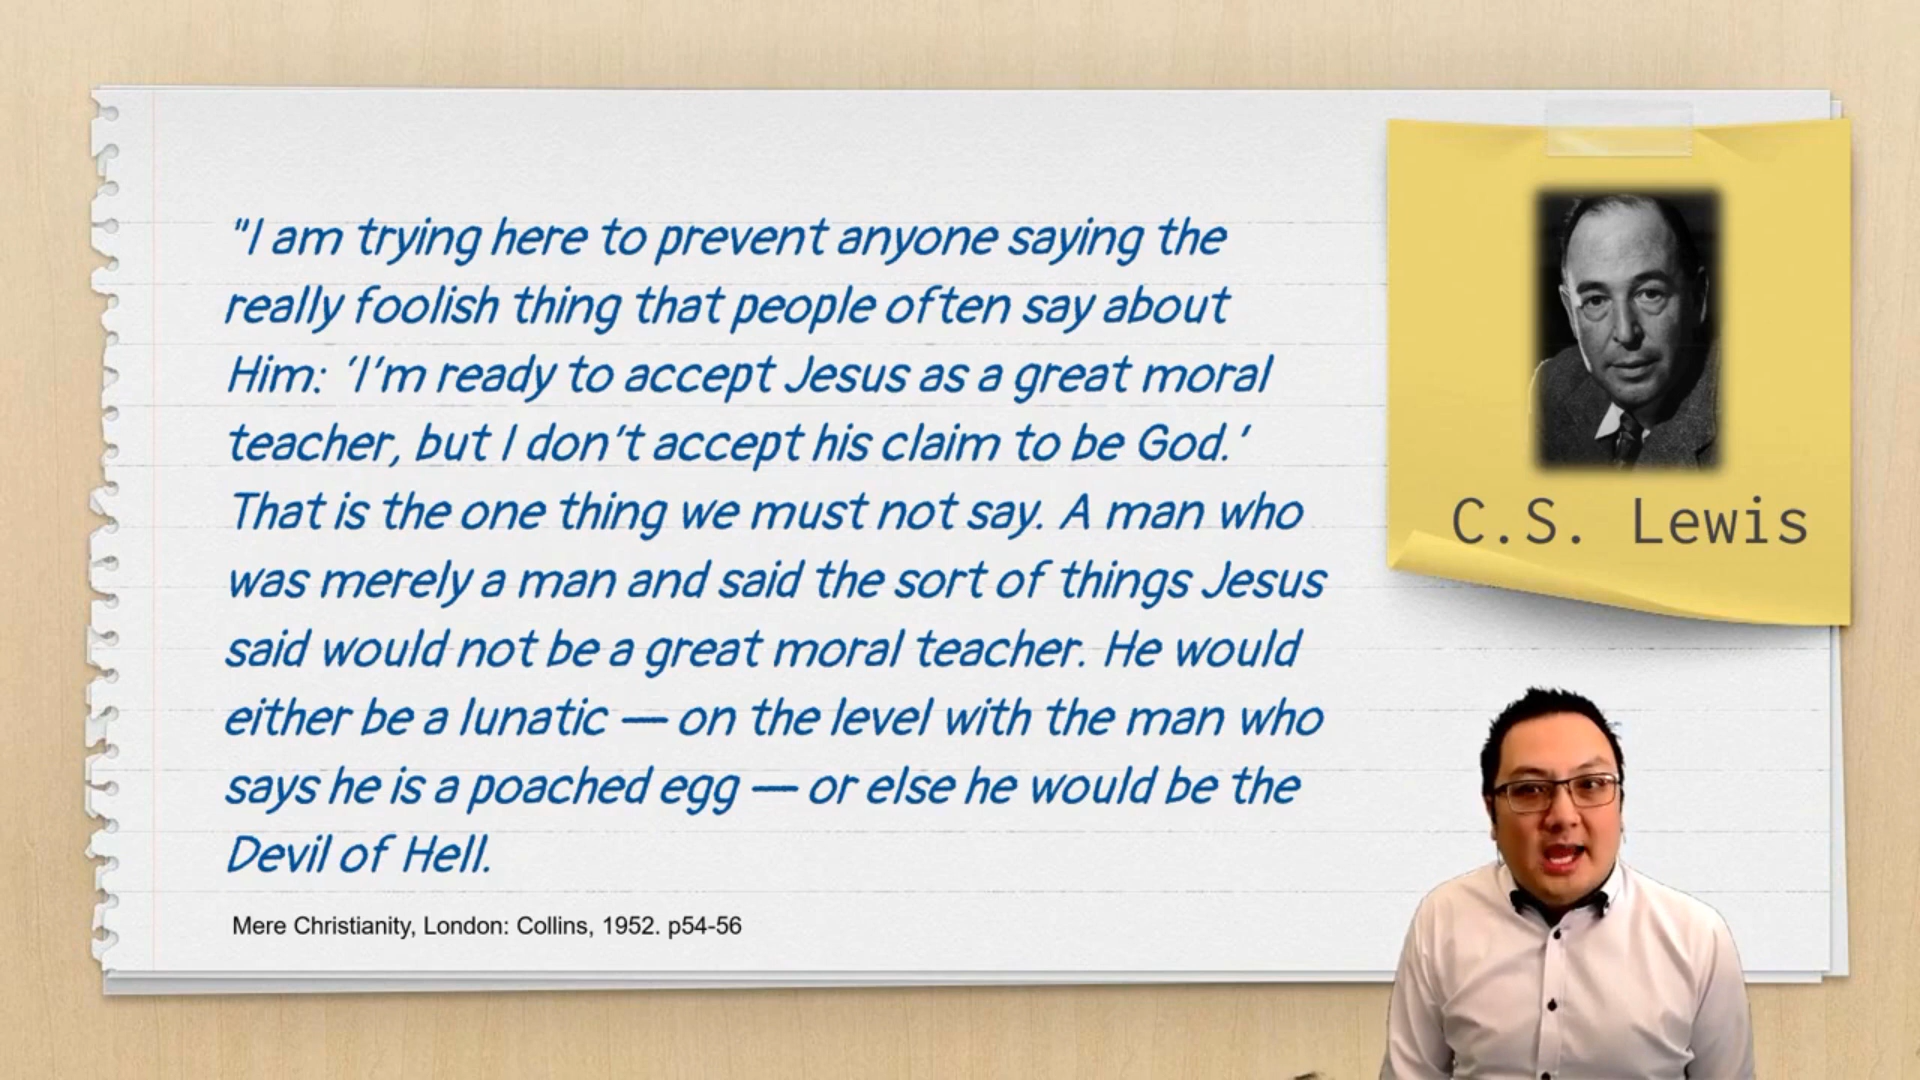 "I am trying here to prevent anyone saying the
really foolish thing that people often say about
Him: ‘I’m ready to accept Jesus as a great moral
teacher, but I don’t accept his claim to be God.’
That is the one thing we must not say. A man who
was merely a man and said the sort of things Jesus
said would not be a great moral teacher. He would
either be a lunatic — on the level with the man who
says he is a poached egg — or else he would be the
Devil of Hell.
Mere Christianity, London: Collins, 1952. p54-56
C.S. Lewis